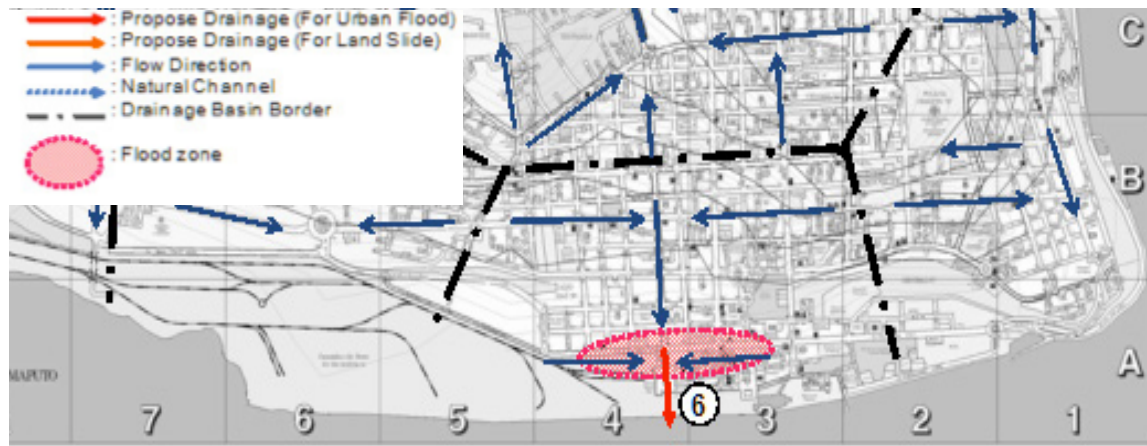 : Propose Drainage (For Urban Flood)
: Propose Drainage (For Land Slide)
: Flow Direction
: Natural Channel
: Drainage Basin Border
: Flood zone
C
B
A
MAPUTO
6
7 6 5 4 3 2 1